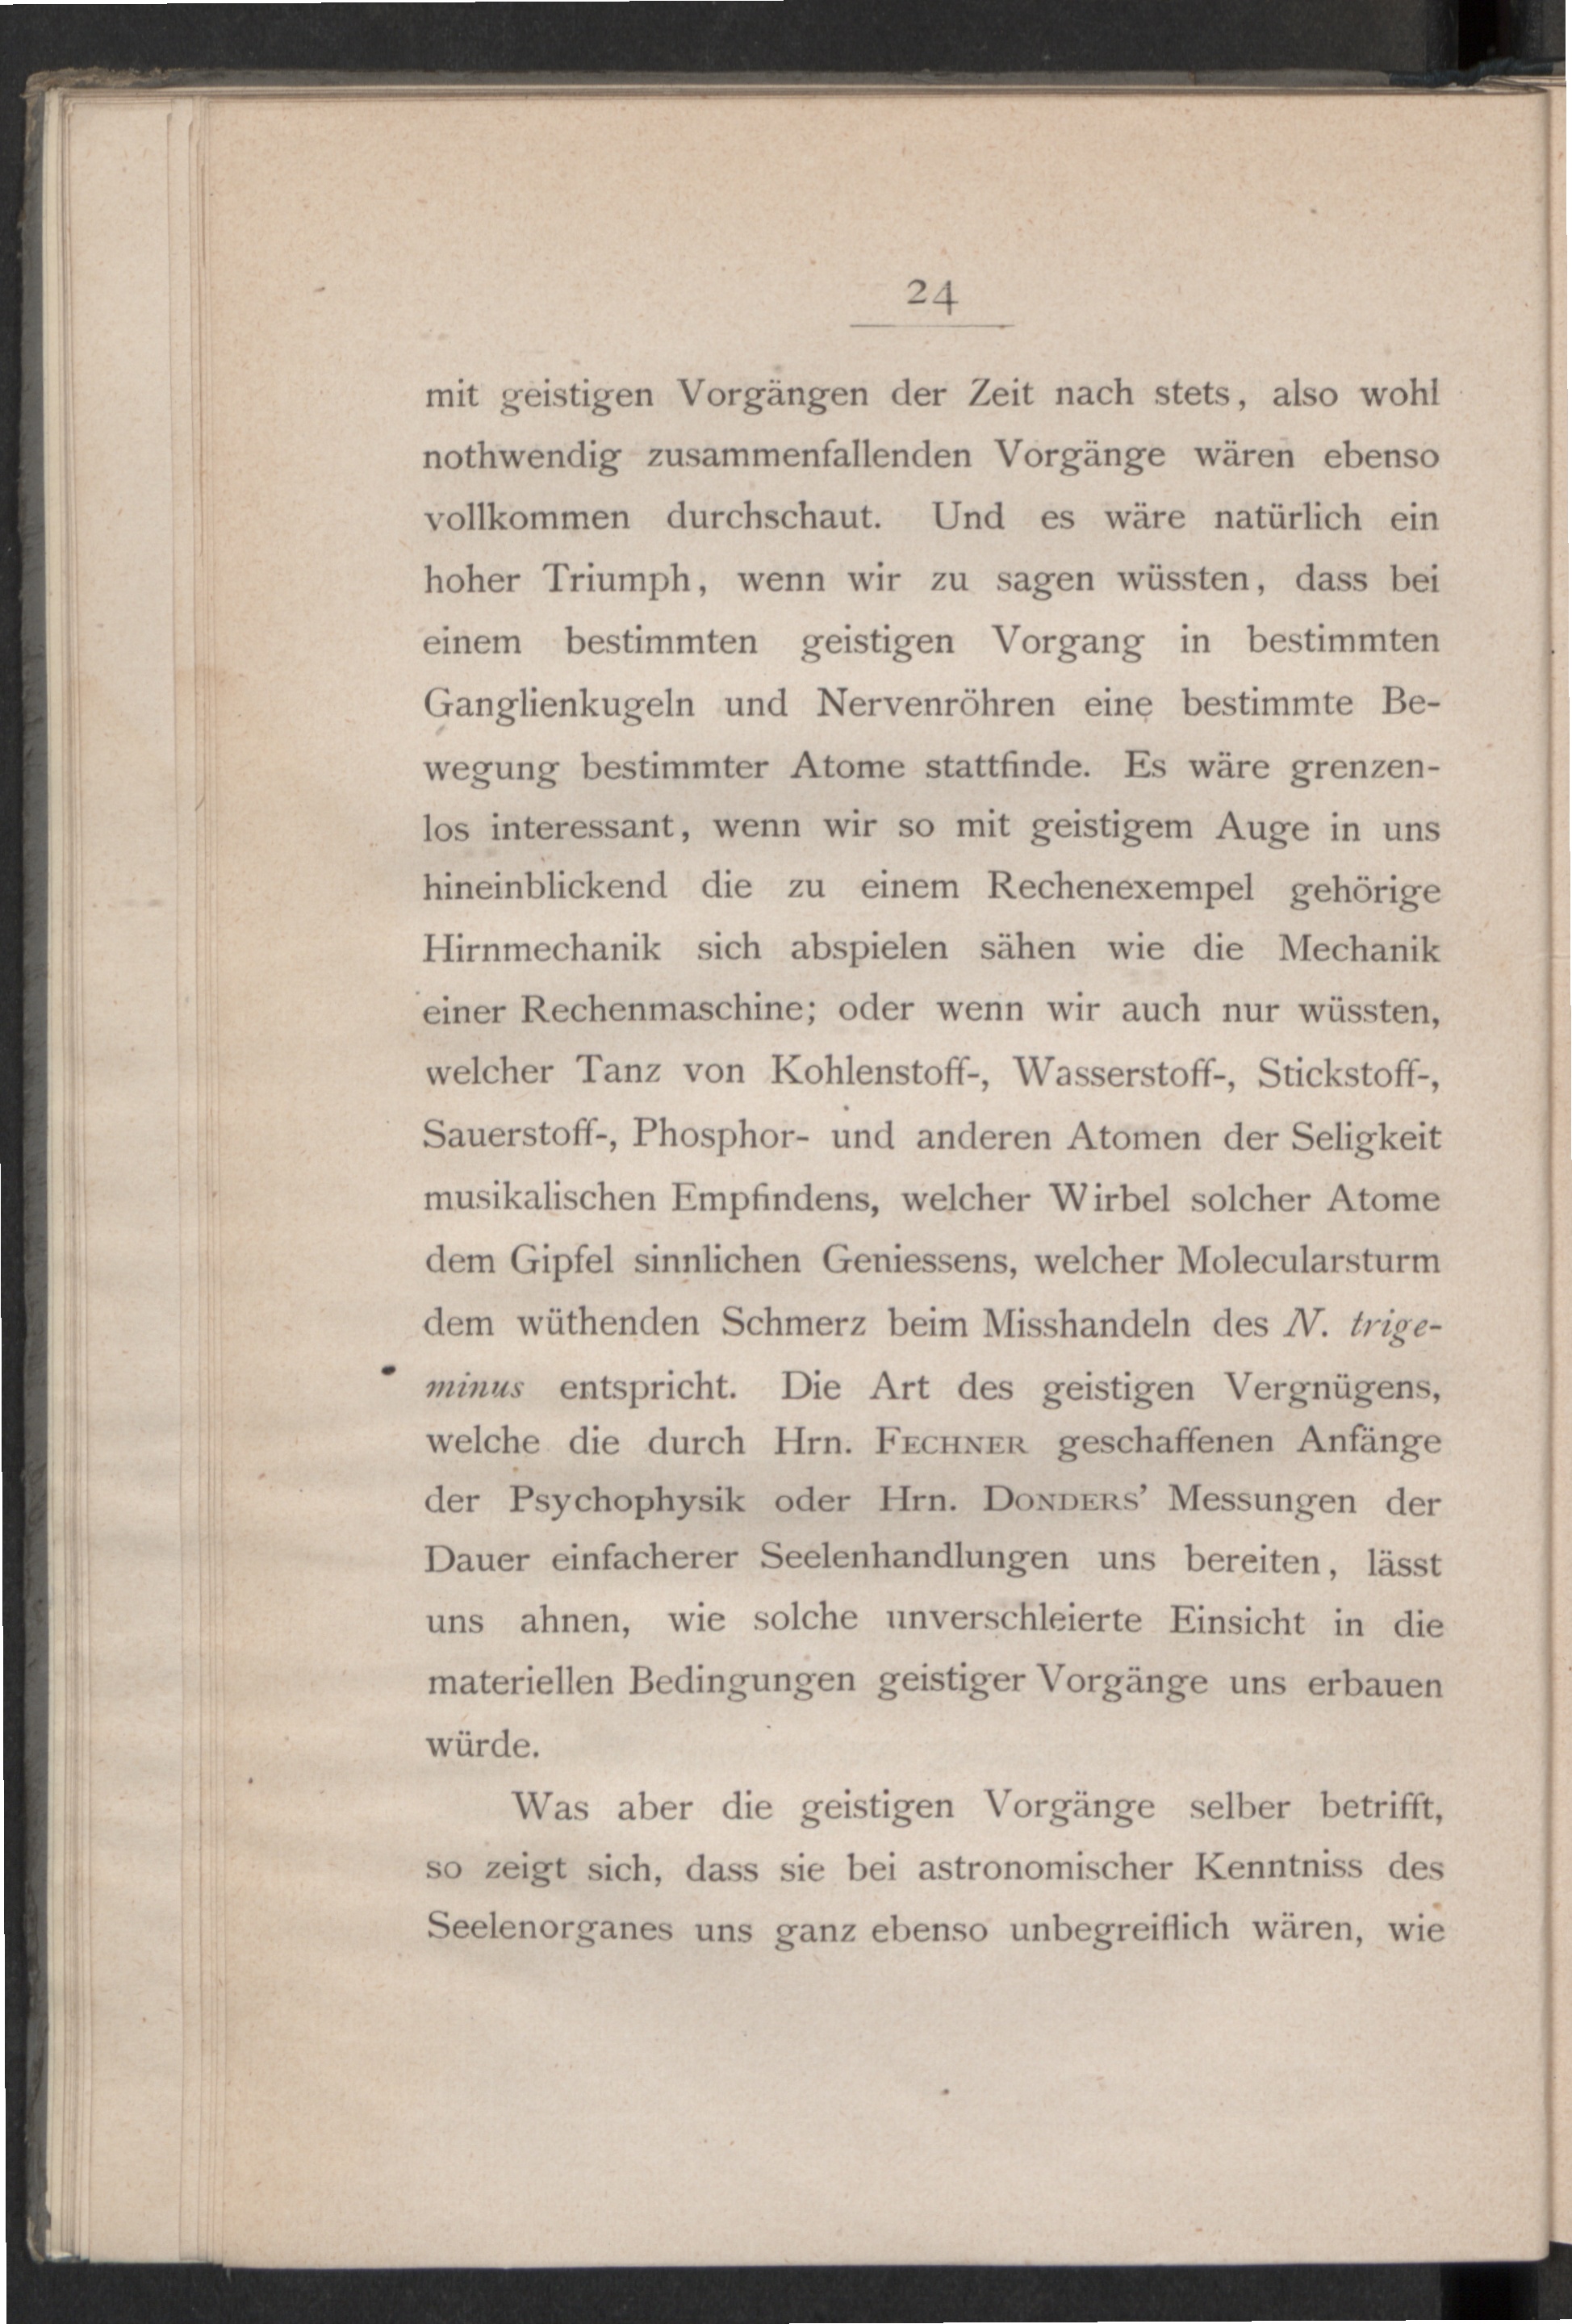 24
mit geistigen Vorgängen der Zeit nach stets, also wohl
nothwendig zusammenfallenden Vorgänge wären ebenso
vollkommen durchschaut. Und es wäre natürlich ein
hoher Triumph, wenn wir zu sagen wüssten, dass bei
einem bestimmten geistigen Vorgang in bestimmten
Ganglienkugeln und Nervenröhren eine bestimmte Be-
wegung bestimmter Atome stattfinde. Es wäre grenzen-
los interessant, wenn wir so mit geistigem Auge in uns
hineinblickend die zu einem Rechenexempel gehörige
Hirnmechanik sich abspielen sähen wie die Mechanik
einer Rechenmaschine; oder wenn wir auch nur wüssten,
welcher Tanz von Kohlenstoff-, Wasserstoff-, Stickstoff-,
Sauerstoff-, Phosphor- und anderen Atomen der Seligkeit
musikalischen Empfindens, welcher Wirbel solcher Atome
dem Gipfel sinnlichen Geniessens, welcher Molecularsturm
dem wüthenden Schmerz beim Misshandeln des N. trige-
minus entspricht. Die Art des geistigen Vergnügens,
welche die durch Hrn. FECHNER geschaffenen Anfänge
der Psychophysik oder Hrn. DONDERS' Messungen der
Dauer einfacherer Seelenhandlungen uns bereiten, lässt
uns ahnen, wie solche unverschleierte Einsicht in die
materiellen Bedingungen geistiger Vorgänge uns erbauen
würde.
Was aber die geistigen Vorgänge selber betrifft,
so zeigt sich, dass sie bei astronomischer Kenntniss des
Seelenorganes uns ganz ebenso unbegreiflich wären, wie